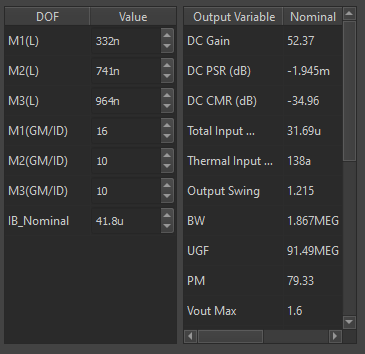 DOF Value
M1(L) 332n
M2(L) 741n
M3(L) 964n
M1(GM/ID) 16
M2(GM/ID) 10
M3(GM/ID) 10
IB_Nominal 41.8u
Output Variable Nominal
DC Gain 52.37
DC PSR (dB) -1.945m
DC CMR (dB) -34.96
Total Input ... 31.69u
Thermal Input ... 138a
Output Swing 1.215
BW 1.867MEG
UGF 91.49MEG
PM 79.33
Vout Max 1.6